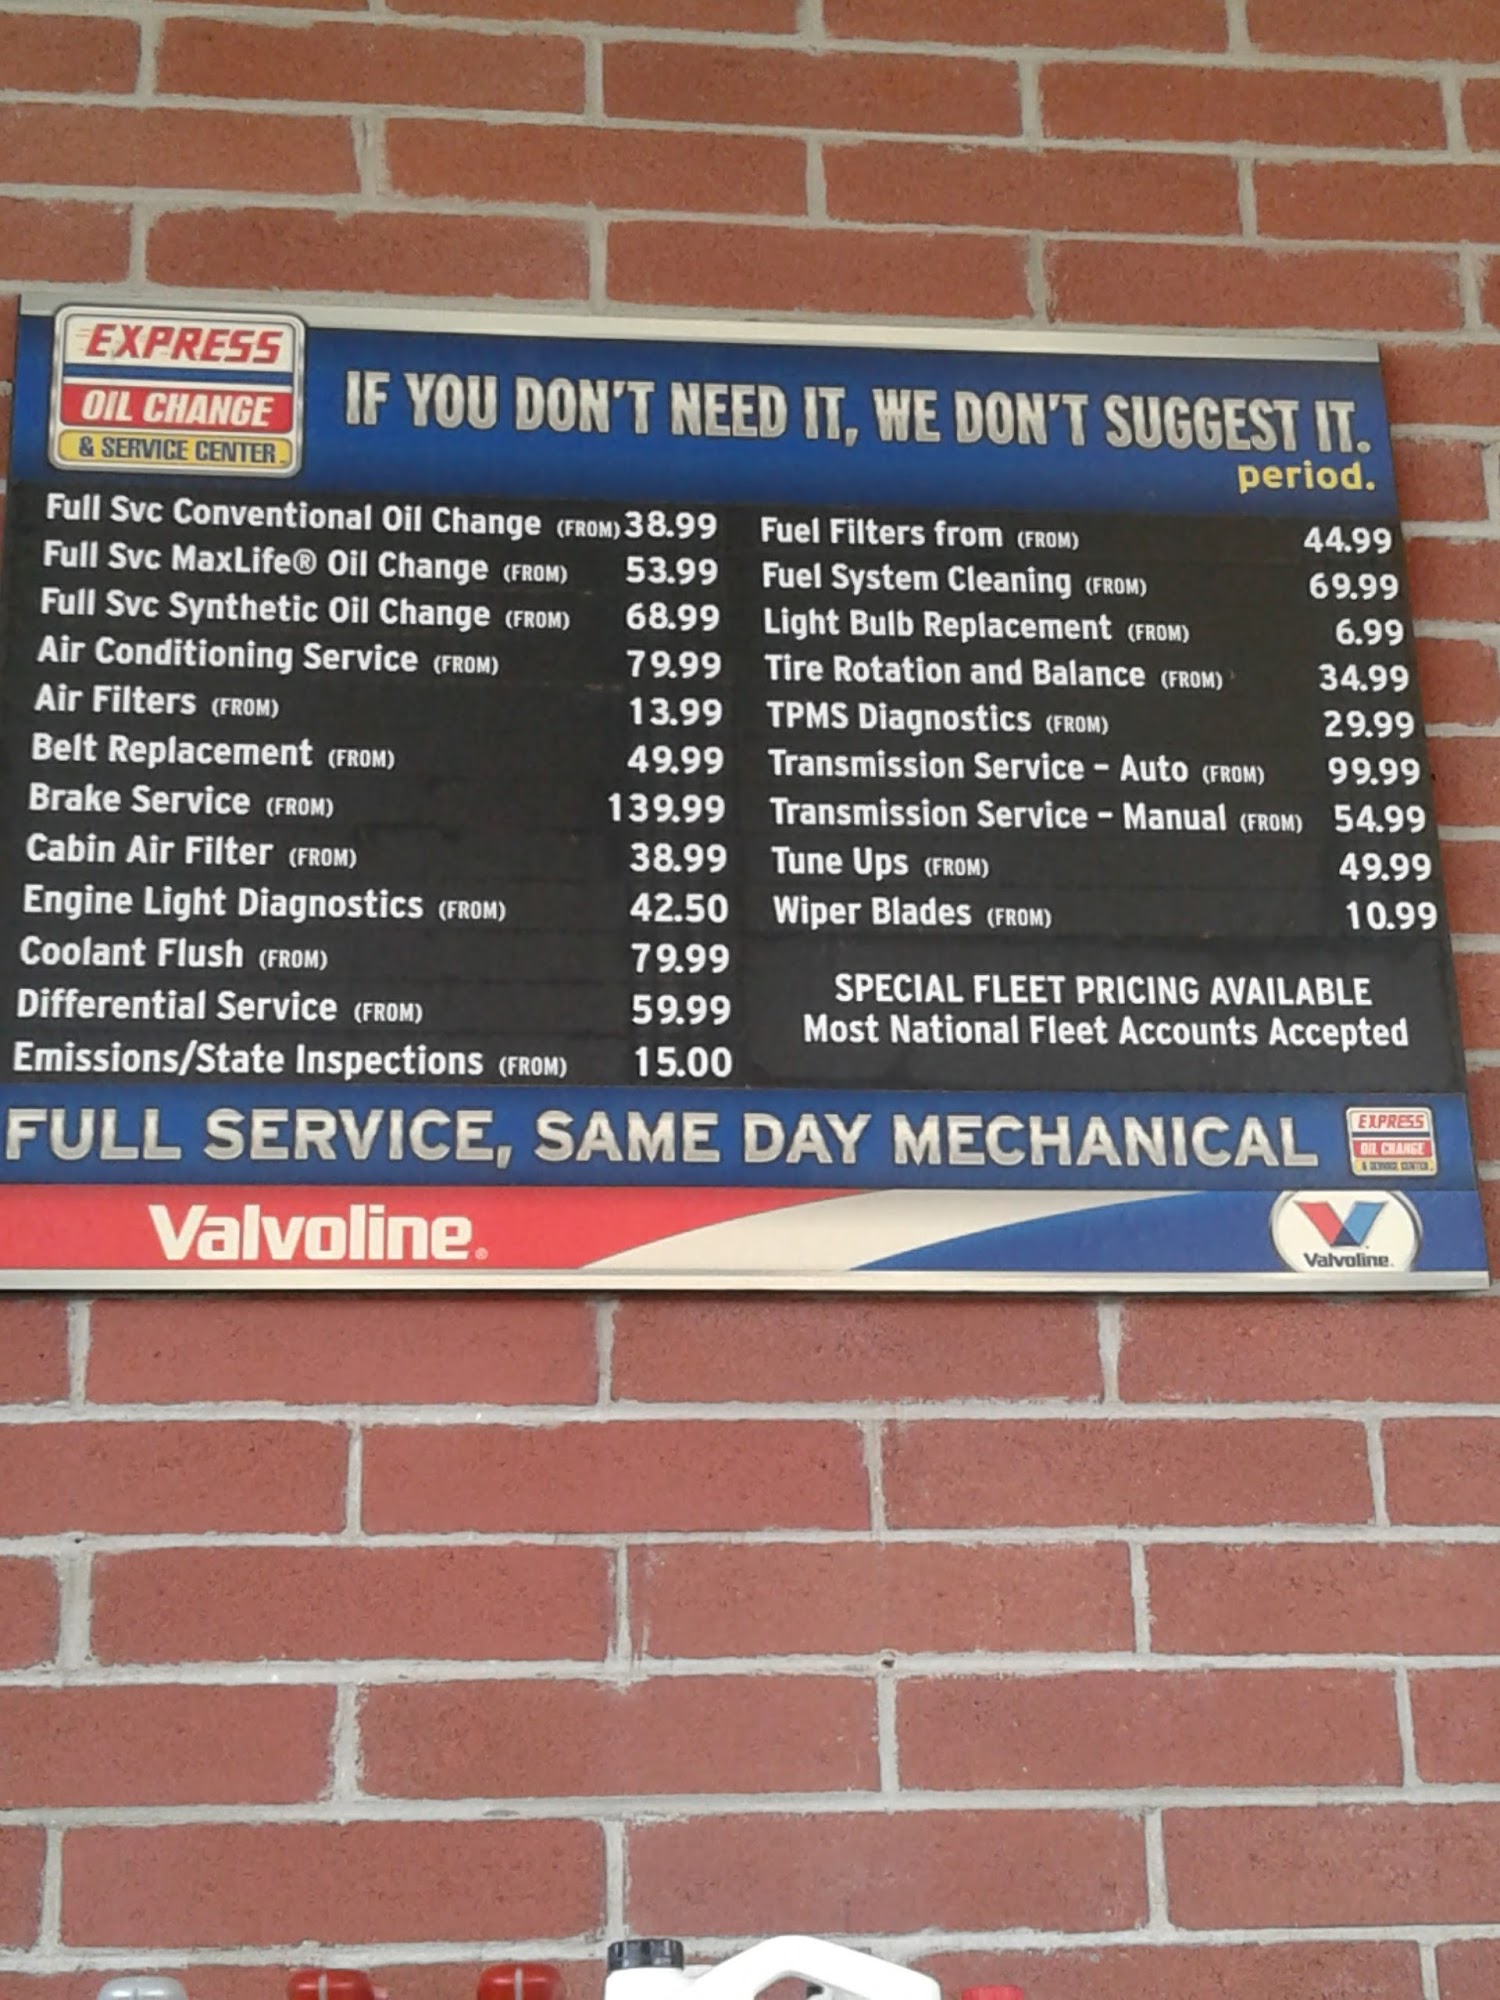 EXPRESS
OIL CHANGE
& SERVICE CENTER
IF YOU DON'T NEED IT, WE DON'T SUGGEST IT.
period.
Full Svc Conventional Oil Change (FROM) 38.99
Full Svc MaxLife® Oil Change (FROM) 53.99
Full Svc Synthetic Oil Change (FROM) 68.99
Air Conditioning Service (FROM) 79.99
Air Filters (FROM) 13.99
Belt Replacement (FROM) 49.99
Brake Service (FROM) 139.99
Cabin Air Filter (FROM) 38.99
Engine Light Diagnostics (FROM) 42.50
Coolant Flush (FROM) 79.99
Differential Service (FROM) 59.99
Emissions/State Inspections (FROM) 15.00
Fuel Filters from (FROM) 44.99
Fuel System Cleaning (FROM) 69.99
Light Bulb Replacement (FROM) 6.99
Tire Rotation and Balance (FROM) 34.99
TPMS Diagnostics (FROM) 29.99
Transmission Service - Auto (FROM) 99.99
Transmission Service - Manual (FROM) 54.99
Tune Ups (FROM) 49.99
Wiper Blades (FROM) 10.99
SPECIAL FLEET PRICING AVAILABLE
Most National Fleet Accounts Accepted
FULL SERVICE, SAME DAY MECHANICAL
EXPRESS
OIL CHANGE
& SERVICE CENTER
Valvoline®
Valvoline